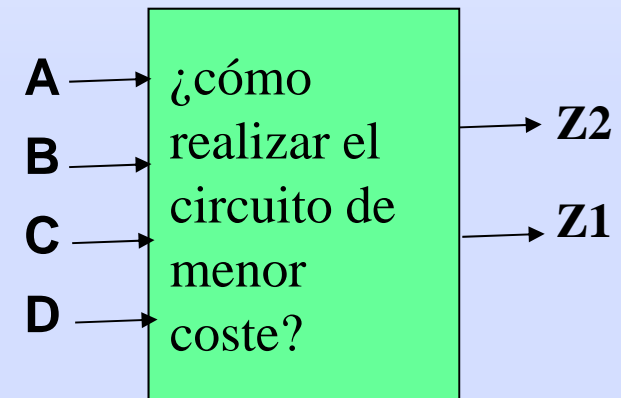 A
B
C
D
¿cómo
realizar el
circuito de
menor
coste?
Z2
Z1